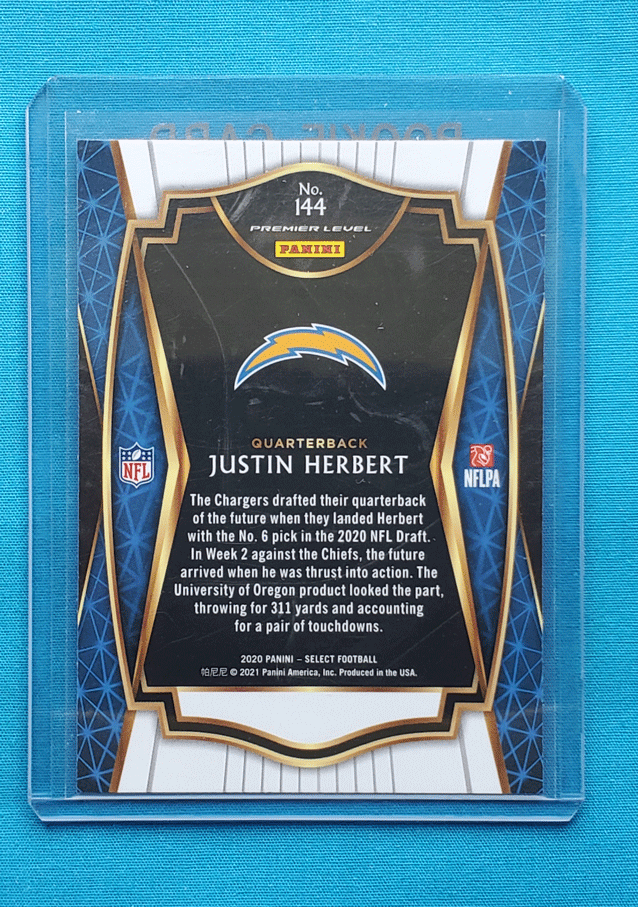 ROOKIE CARD
No.
144
PREMIER LEVEL
PANINI
QUARTERBACK
JUSTIN HERBERT
NFL
NFLPA
The Chargers drafted their quarterback
of the future when they landed Herbert
with the No. 6 pick in the 2020 NFL Draft.
In Week 2 against the Chiefs, the future
arrived when he was thrust into action. The
University of Oregon product looked the part,
throwing for 311 yards and accounting
for a pair of touchdowns.
2020 PANINI – SELECT FOOTBALL
帕尼尼 © 2021 Panini America, Inc. Produced in the USA.